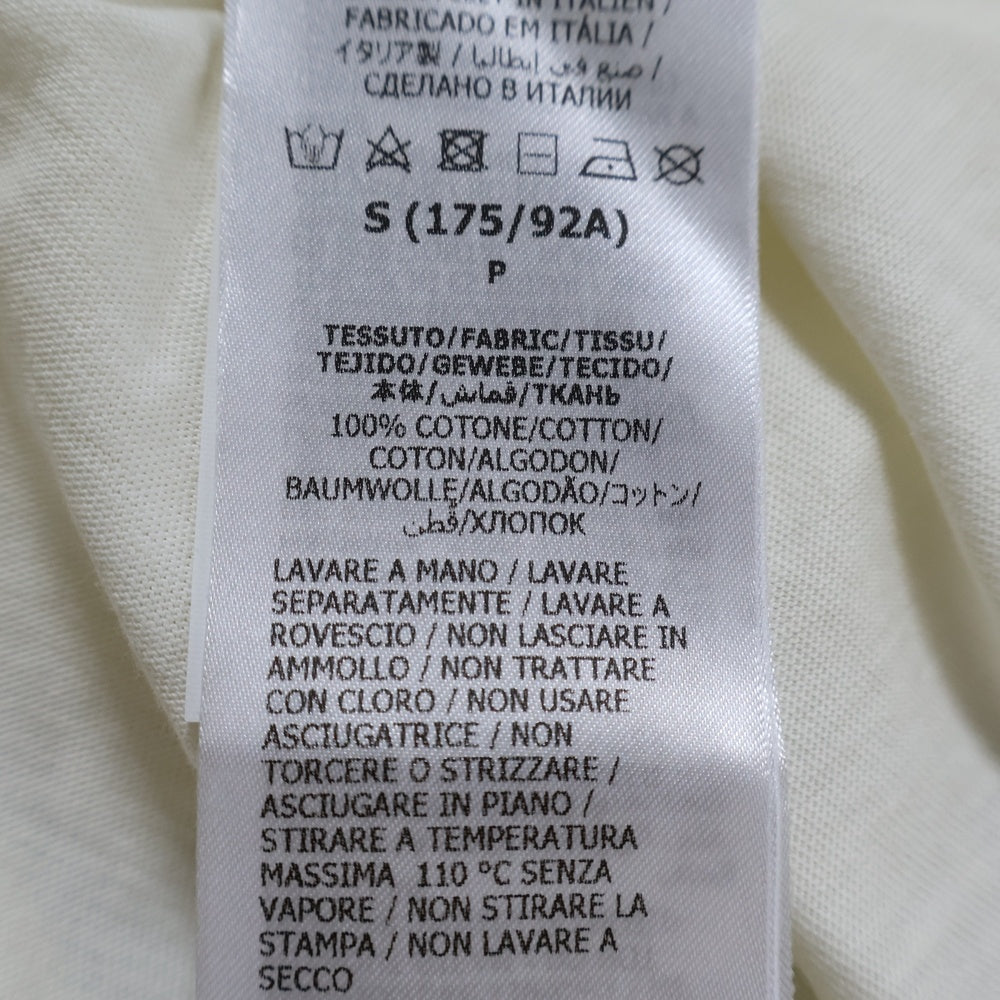 IN ITALIEN /
FABRICADO EM ITÁLIA /
イタリア製 / صنع في إيطاليا /
СДЕЛАНО В ИТАЛИИ
S (175/92A)
P
TESSUTO/FABRIC/TISSU/
TEJIDO/GEWEBE/TECIDO/
本体/قماش/ТКАНЬ
100% COTONE/COTTON/
COTON/ALGODON/
BAUMWOLLE/ALGODÃO/コットン/
قطن/ХЛОПОК
LAVARE A MANO / LAVARE
SEPARATAMENTE / LAVARE A
ROVESCIO / NON LASCIARE IN
AMMOLLO / NON TRATTARE
CON CLORO / NON USARE
ASCIUGATRICE / NON
TORCERE O STRIZZARE /
ASCIUGARE IN PIANO /
STIRARE A TEMPERATURA
MASSIMA 110 °C SENZA
VAPORE / NON STIRARE LA
STAMPA / NON LAVARE A
SECCO